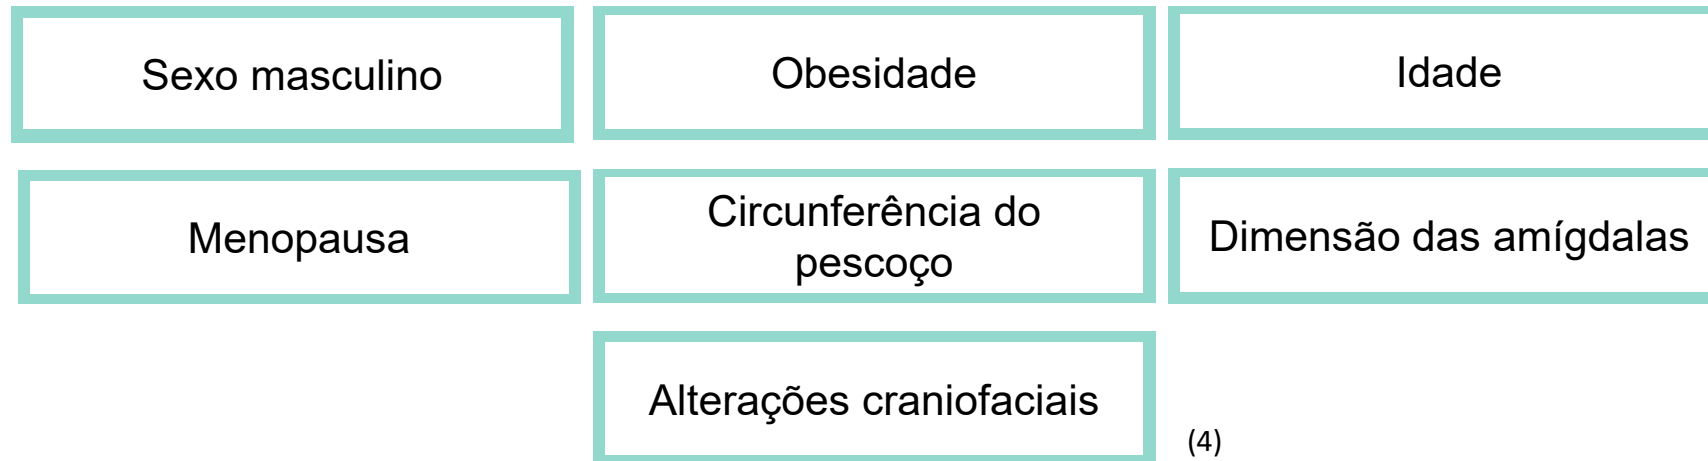 Sexo masculino
Obesidade
Idade
Menopausa
Circunferência do
pescoço
Dimensão das amígdalas
Alterações craniofaciais
(4)